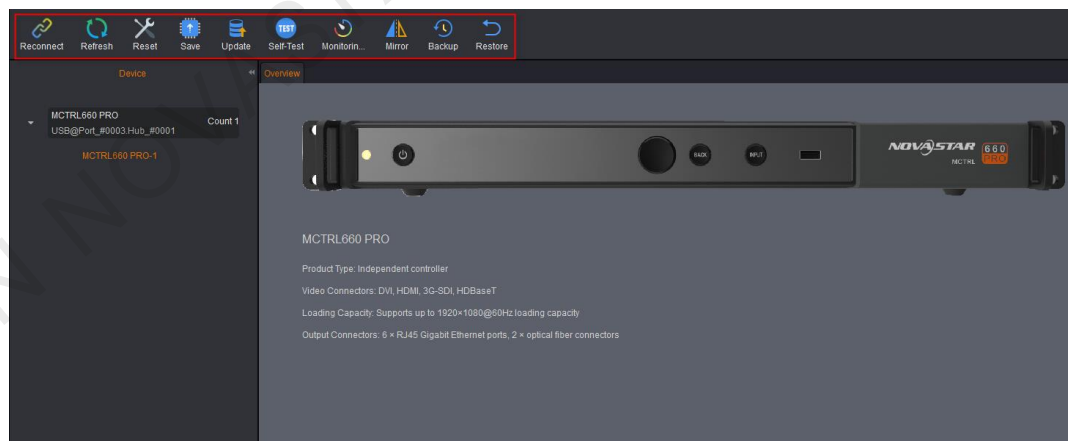 Reconnect Refresh Reset Save Update Self-Test Monitorin... Mirror Backup Restore
Device Overview
MCTRL660 PRO
USB@Port_#0003.Hub_#0001 Count 1
MCTRL660 PRO-1
TEST
BACK INPUT
NOVASTAR 660
MCTRL PRO
MCTRL660 PRO
Product Type: Independent controller
Video Connectors: DVI, HDMI, 3G-SDI, HDBaseT
Loading Capacity: Supports up to 1920×1080@60Hz loading capacity
Output Connectors: 6 × RJ45 Gigabit Ethernet ports, 2 × optical fiber connectors